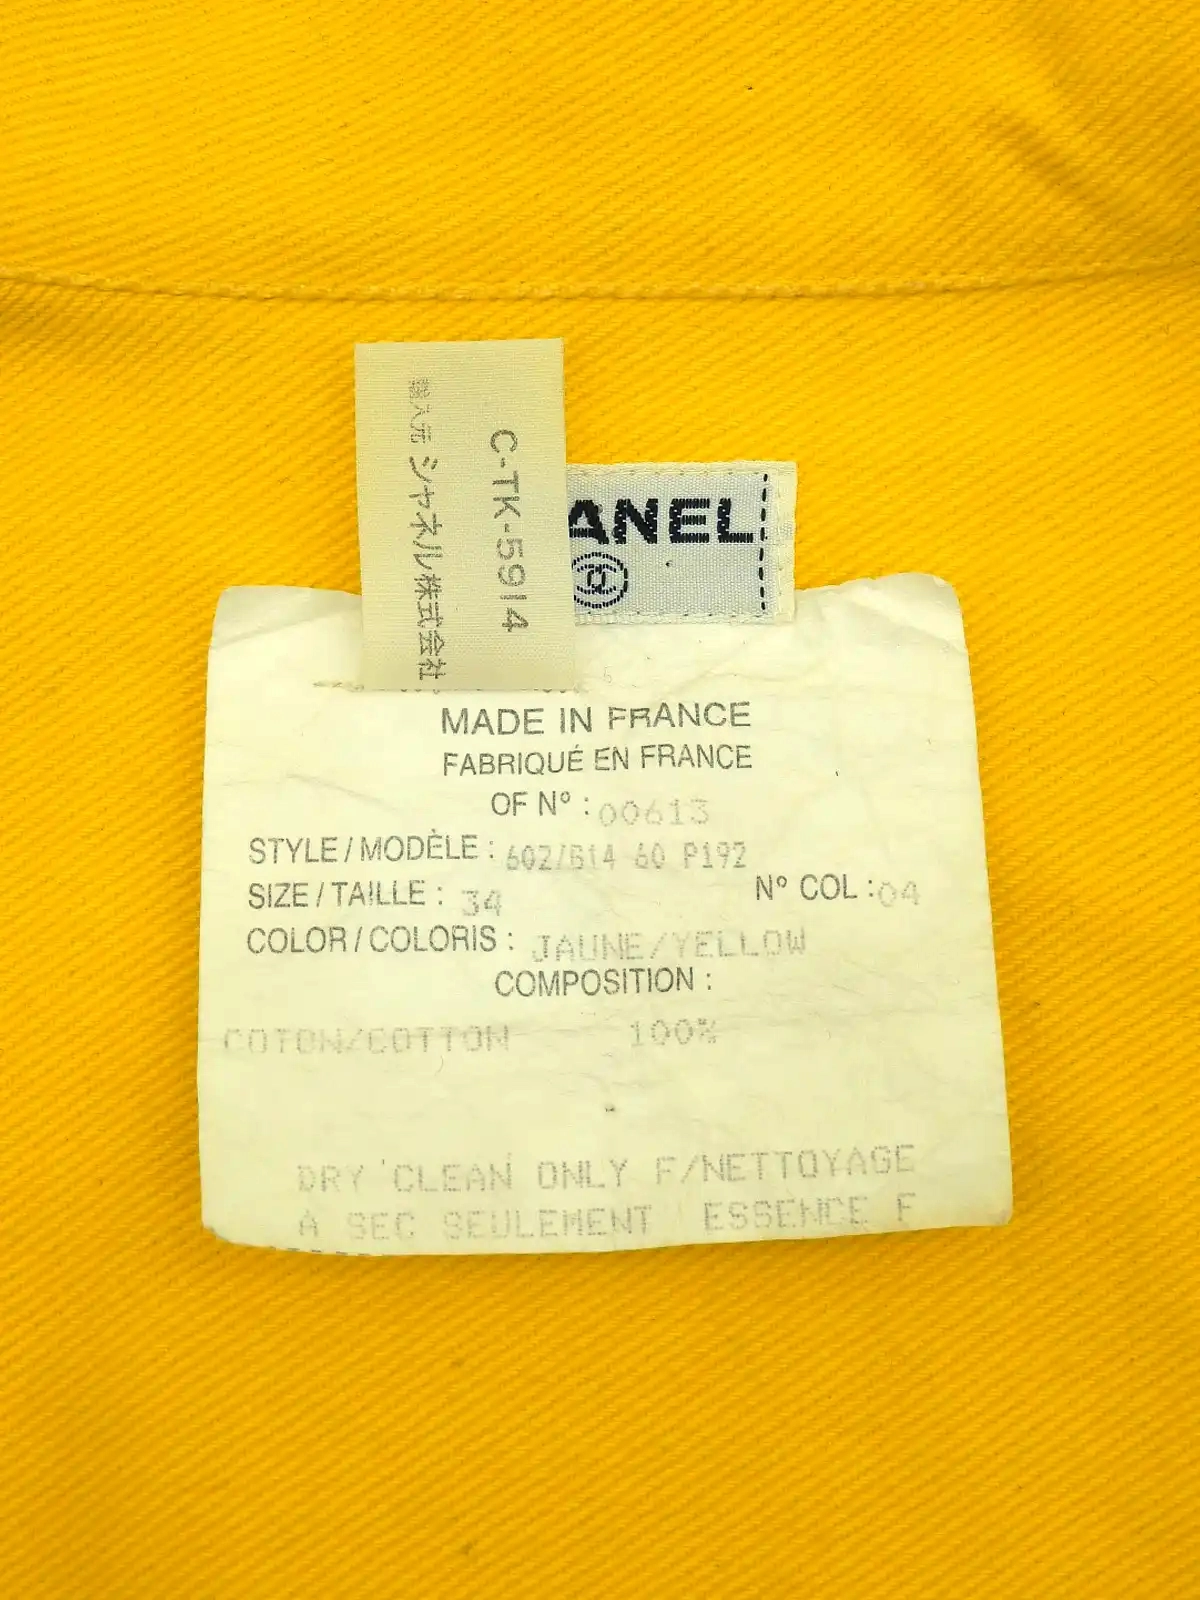 C-TK-5914
輸入元 シャネル株式会社
ANEL
MADE IN FRANCE
FABRIQUÉ EN FRANCE
OF N° : 00613
STYLE / MODÈLE : 602/B14 60 P192
SIZE / TAILLE : 34 N° COL : 04
COLOR / COLORIS : JAUNE/YELLOW
COMPOSITION :
COTON/COTTON 100%
DRY CLEAN ONLY F/NETTOYAGE
A SEC SEULEMENT ESSENCE F